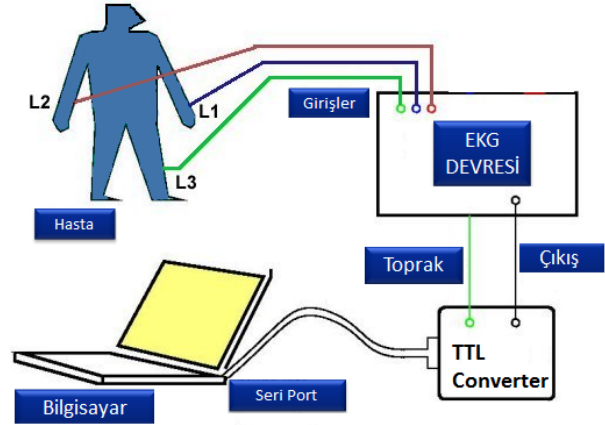 L2
L1
L3
Girişler
EKG
DEVRESİ
Hasta
Toprak
Çıkış
TTL
Converter
Seri Port
Bilgisayar